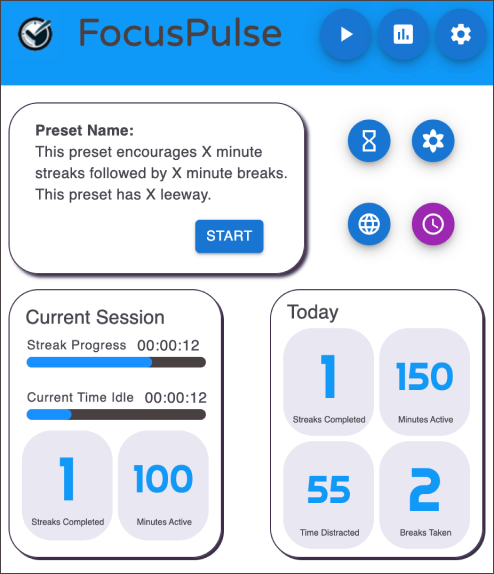 FocusPulse
Preset Name:
This preset encourages X minute
streaks followed by X minute breaks.
This preset has X leeway.
START
Current Session
Streak Progress 00:00:12
Current Time Idle 00:00:12
1
Streaks Completed
100
Minutes Active
Today
1
Streaks Completed
150
Minutes Active
55
Time Distracted
2
Breaks Taken